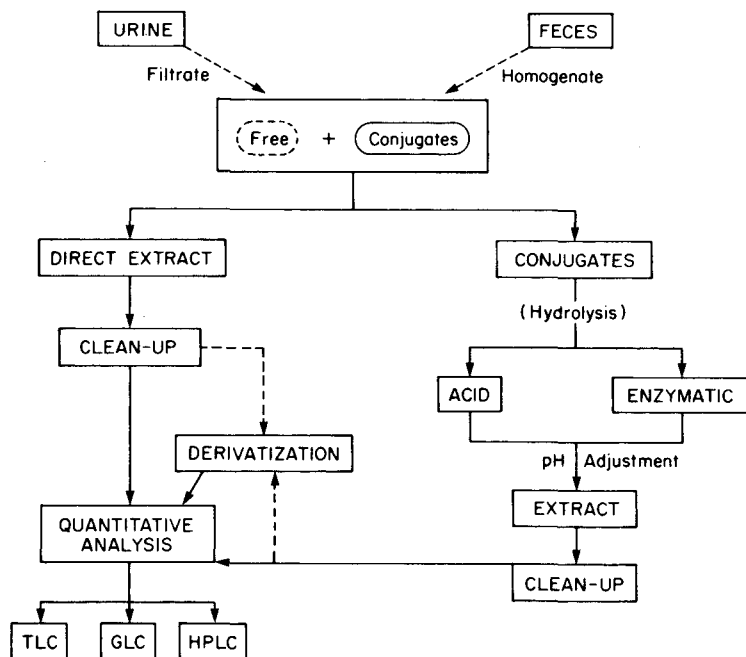 URINE
FECES
Filtrate
Homogenate
Free + Conjugates
DIRECT EXTRACT
CONJUGATES
(Hydrolysis)
CLEAN-UP
ACID
ENZYMATIC
DERIVATIZATION
pH Adjustment
QUANTITATIVE
ANALYSIS
EXTRACT
CLEAN-UP
TLC
GLC
HPLC